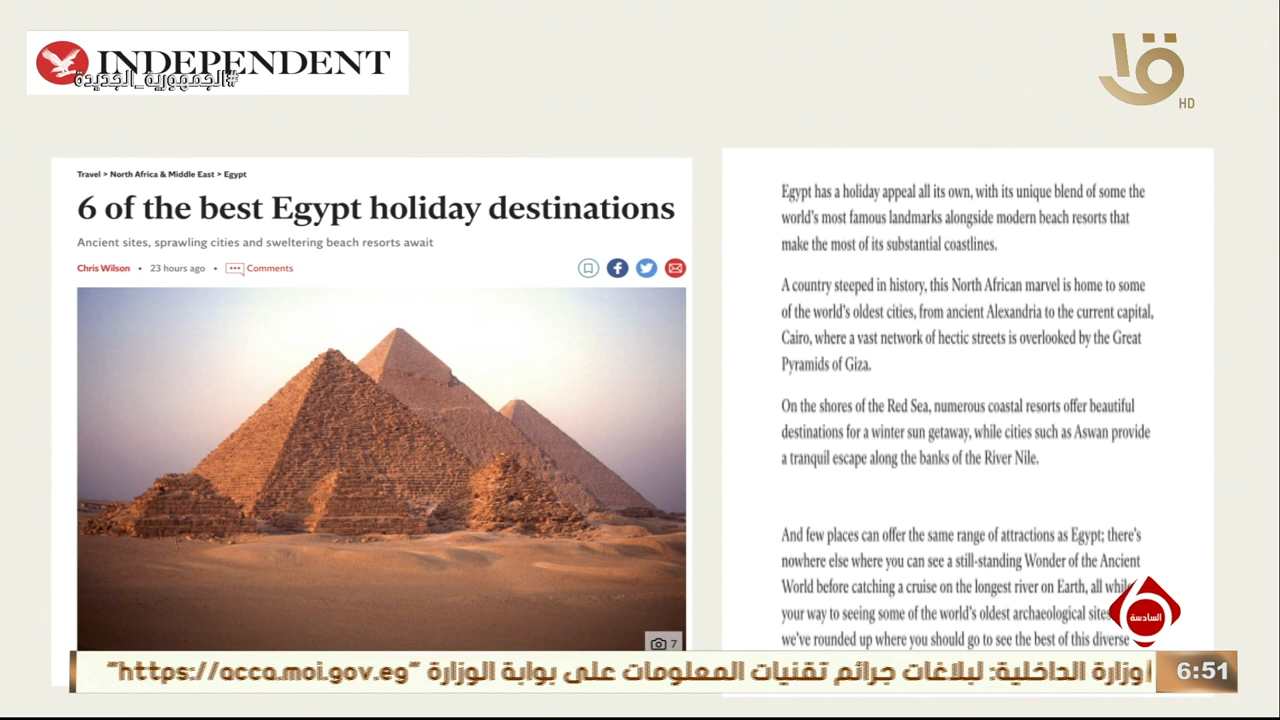 INDEPENDENT
#الجمهورية_الجديدة
HD
Travel > North Africa & Middle East > Egypt
6 of the best Egypt holiday destinations
Ancient sites, sprawling cities and sweltering beach resorts await
Chris Wilson • 23 hours ago • Comments
7
Egypt has a holiday appeal all its own, with its unique blend of some the
world's most famous landmarks alongside modern beach resorts that
make the most of its substantial coastlines.
A country steeped in history, this North African marvel is home to some
of the world's oldest cities, from ancient Alexandria to the current capital,
Cairo, where a vast network of hectic streets is overlooked by the Great
Pyramids of Giza.
On the shores of the Red Sea, numerous coastal resorts offer beautiful
destinations for a winter sun getaway, while cities such as Aswan provide
a tranquil escape along the banks of the River Nile.
And few places can offer the same range of attractions as Egypt; there's
nowhere else where you can see a still-standing Wonder of the Ancient
World before catching a cruise on the longest river on Earth, all while
your way to seeing some of the world's oldest archaeological sites
we've rounded up where you should go to see the best of this diverse
السادسة
وزارة الداخلية: لبلاغات جرائم تقنيات المعلومات على بوابة الوزارة "https://acca.moi.gov.eg"
6:51